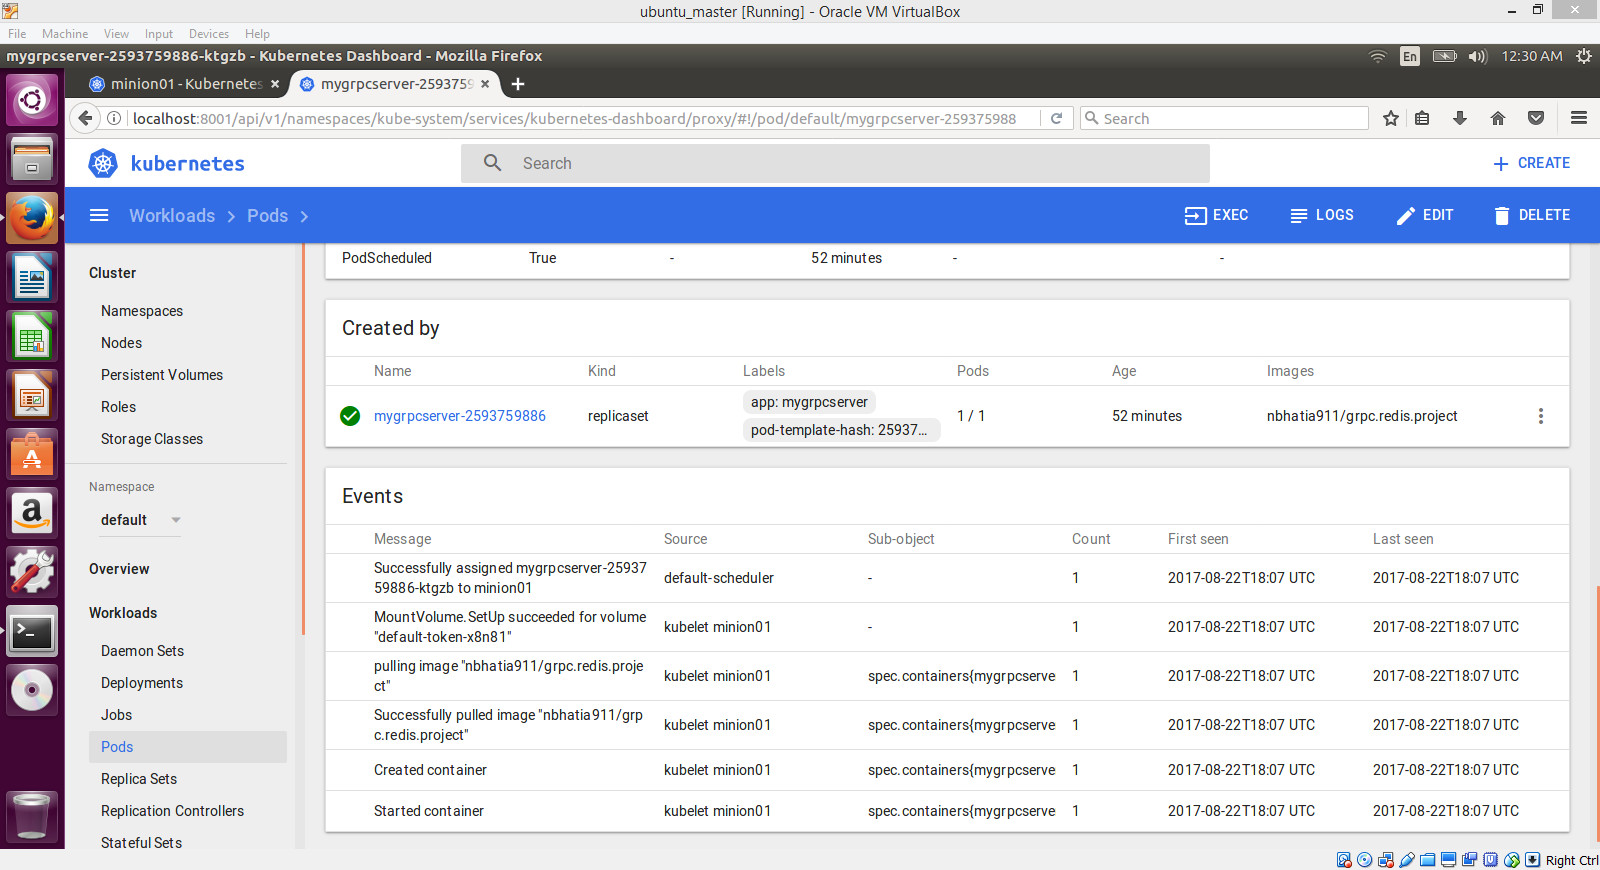 ubuntu_master [Running] - Oracle VM VirtualBox
File Machine View Input Devices Help
mygrpcserver-2593759886-ktgzb - Kubernetes Dashboard - Mozilla Firefox
En
12:30 AM
minion01 - Kubernetes
mygrpcserver-2593759
localhost:8001/api/v1/namespaces/kube-system/services/kubernetes-dashboard/proxy/#!/pod/default/mygrpcserver-259375988
Search
kubernetes
Search
CREATE
Workloads > Pods >
EXEC
LOGS
EDIT
DELETE
Cluster
Namespaces
Nodes
Persistent Volumes
Roles
Storage Classes
Namespace
default
Overview
Workloads
Daemon Sets
Deployments
Jobs
Pods
Replica Sets
Replication Controllers
Stateful Sets
PodScheduled True - 52 minutes - -
Created by
Name Kind Labels Pods Age Images
mygrpcserver-2593759886 replicaset app: mygrpcserver 1 / 1 52 minutes nbhatia911/grpc.redis.project
pod-template-hash: 25937...
Events
Message Source Sub-object Count First seen Last seen
Successfully assigned mygrpcserver-25937
59886-ktgzb to minion01 default-scheduler - 1 2017-08-22T18:07 UTC 2017-08-22T18:07 UTC
MountVolume.SetUp succeeded for volume
"default-token-x8n81" kubelet minion01 - 1 2017-08-22T18:07 UTC 2017-08-22T18:07 UTC
pulling image "nbhatia911/grpc.redis.proje
ct" kubelet minion01 spec.containers{mygrpcserve 1 2017-08-22T18:07 UTC 2017-08-22T18:07 UTC
Successfully pulled image "nbhatia911/grp
c.redis.project" kubelet minion01 spec.containers{mygrpcserve 1 2017-08-22T18:07 UTC 2017-08-22T18:07 UTC
Created container kubelet minion01 spec.containers{mygrpcserve 1 2017-08-22T18:07 UTC 2017-08-22T18:07 UTC
Started container kubelet minion01 spec.containers{mygrpcserve 1 2017-08-22T18:07 UTC 2017-08-22T18:07 UTC
Right Ctrl